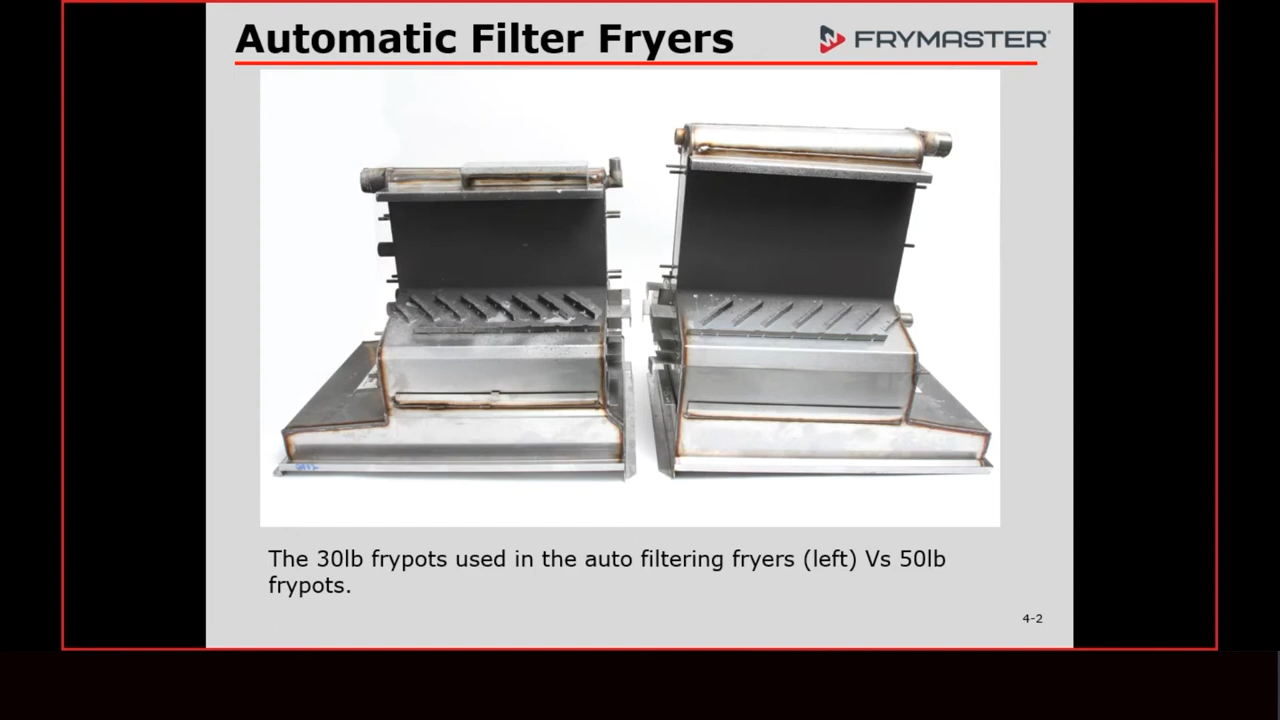 Automatic Filter Fryers
FRYMASTER
The 30lb frypots used in the auto filtering fryers (left) Vs 50lb
frypots.
4-2